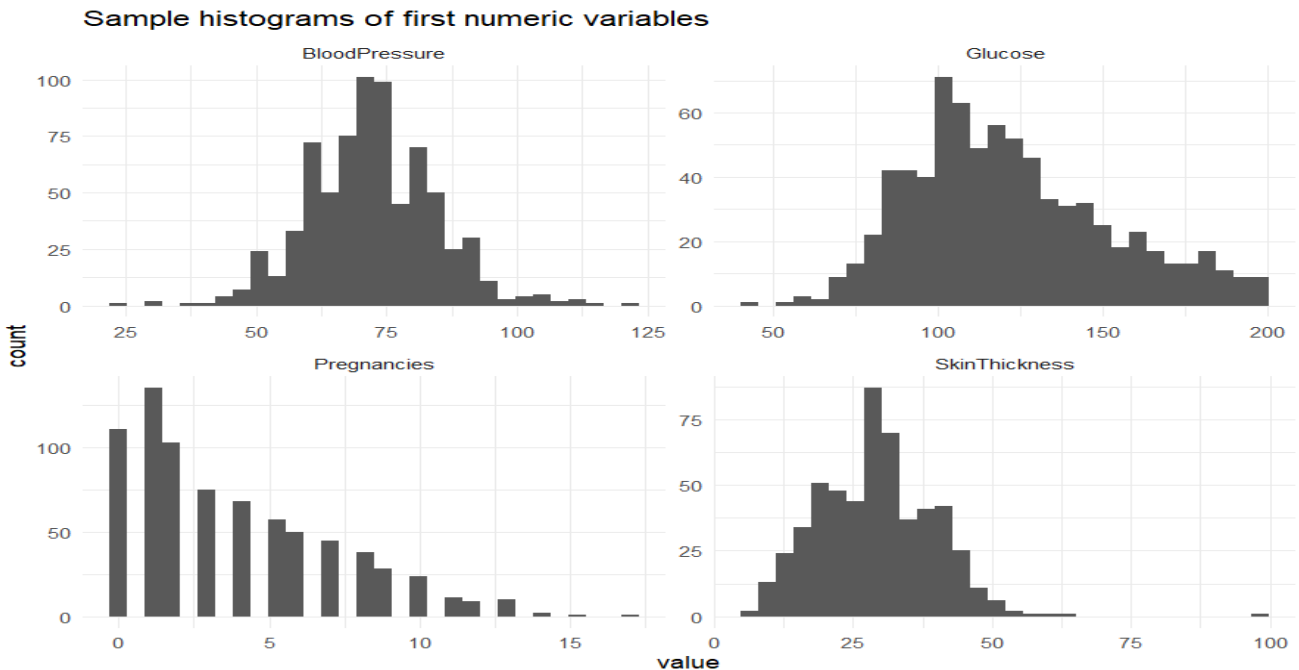 Sample histograms of first numeric variables
BloodPressure
Glucose
100
75
50
25
0
60
40
20
0
25 50 75 100 125
50 100 150 200
count
Pregnancies
SkinThickness
100
50
0
75
50
25
0
0 5 10 15
0 25 50 75 100
value